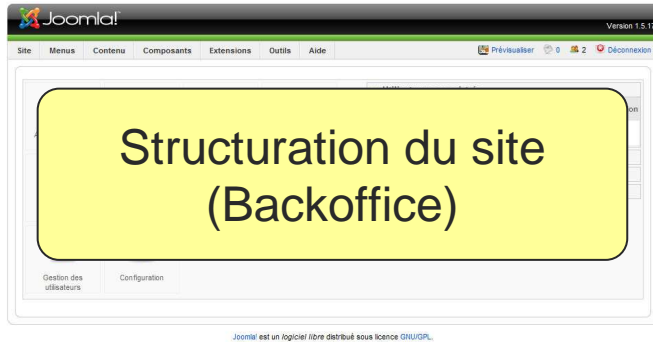 Joomla!
Version 1.5.17
Site Menus Contenu Composants Extensions Outils Aide Prévisualiser 0 2 Déconnexion
Structuration du site
(Backoffice)
Gestion des
utilisateurs
Configuration
Joomla! est un logiciel libre distribué sous licence GNU/GPL.